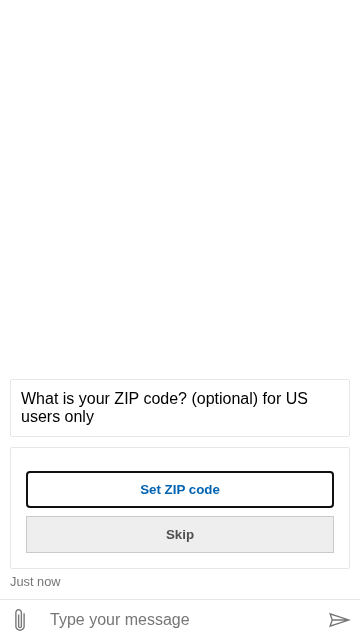 What is your ZIP code? (optional) for US
users only
Set ZIP code
Skip
Just now
Type your message